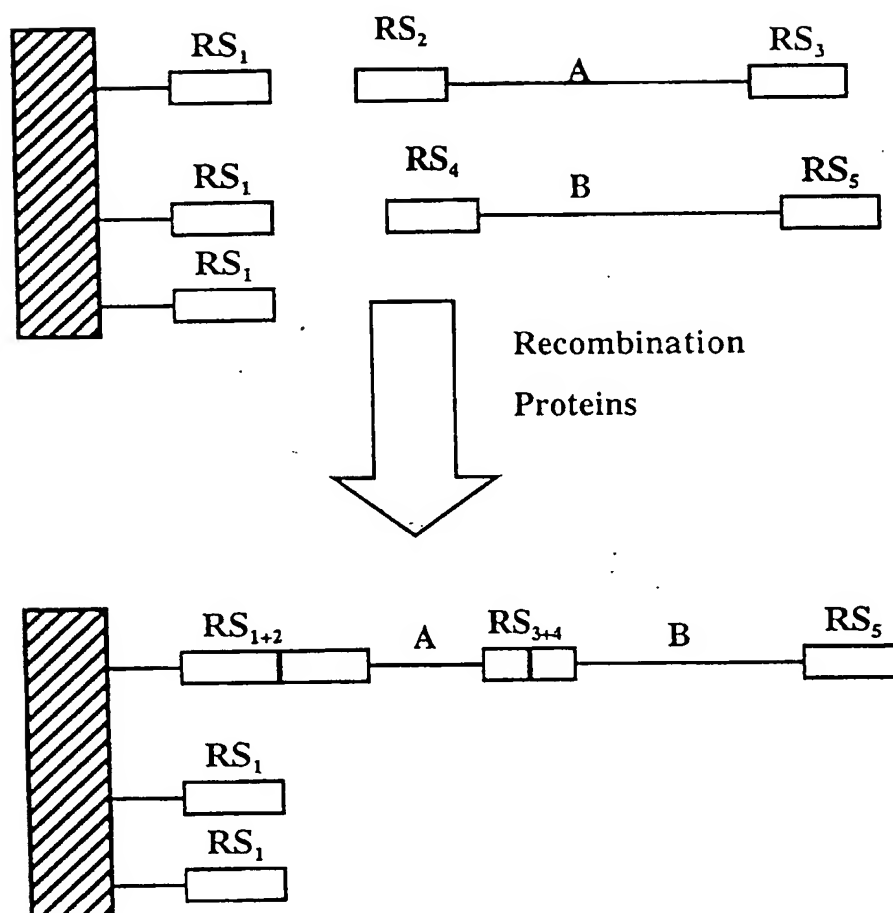 RS₁ RS₂ A RS₃
RS₁ RS₄ B RS₅
RS₁
Recombination
Proteins
RS₁₊₂ A RS₃₊₄ B RS₅
RS₁
RS₁